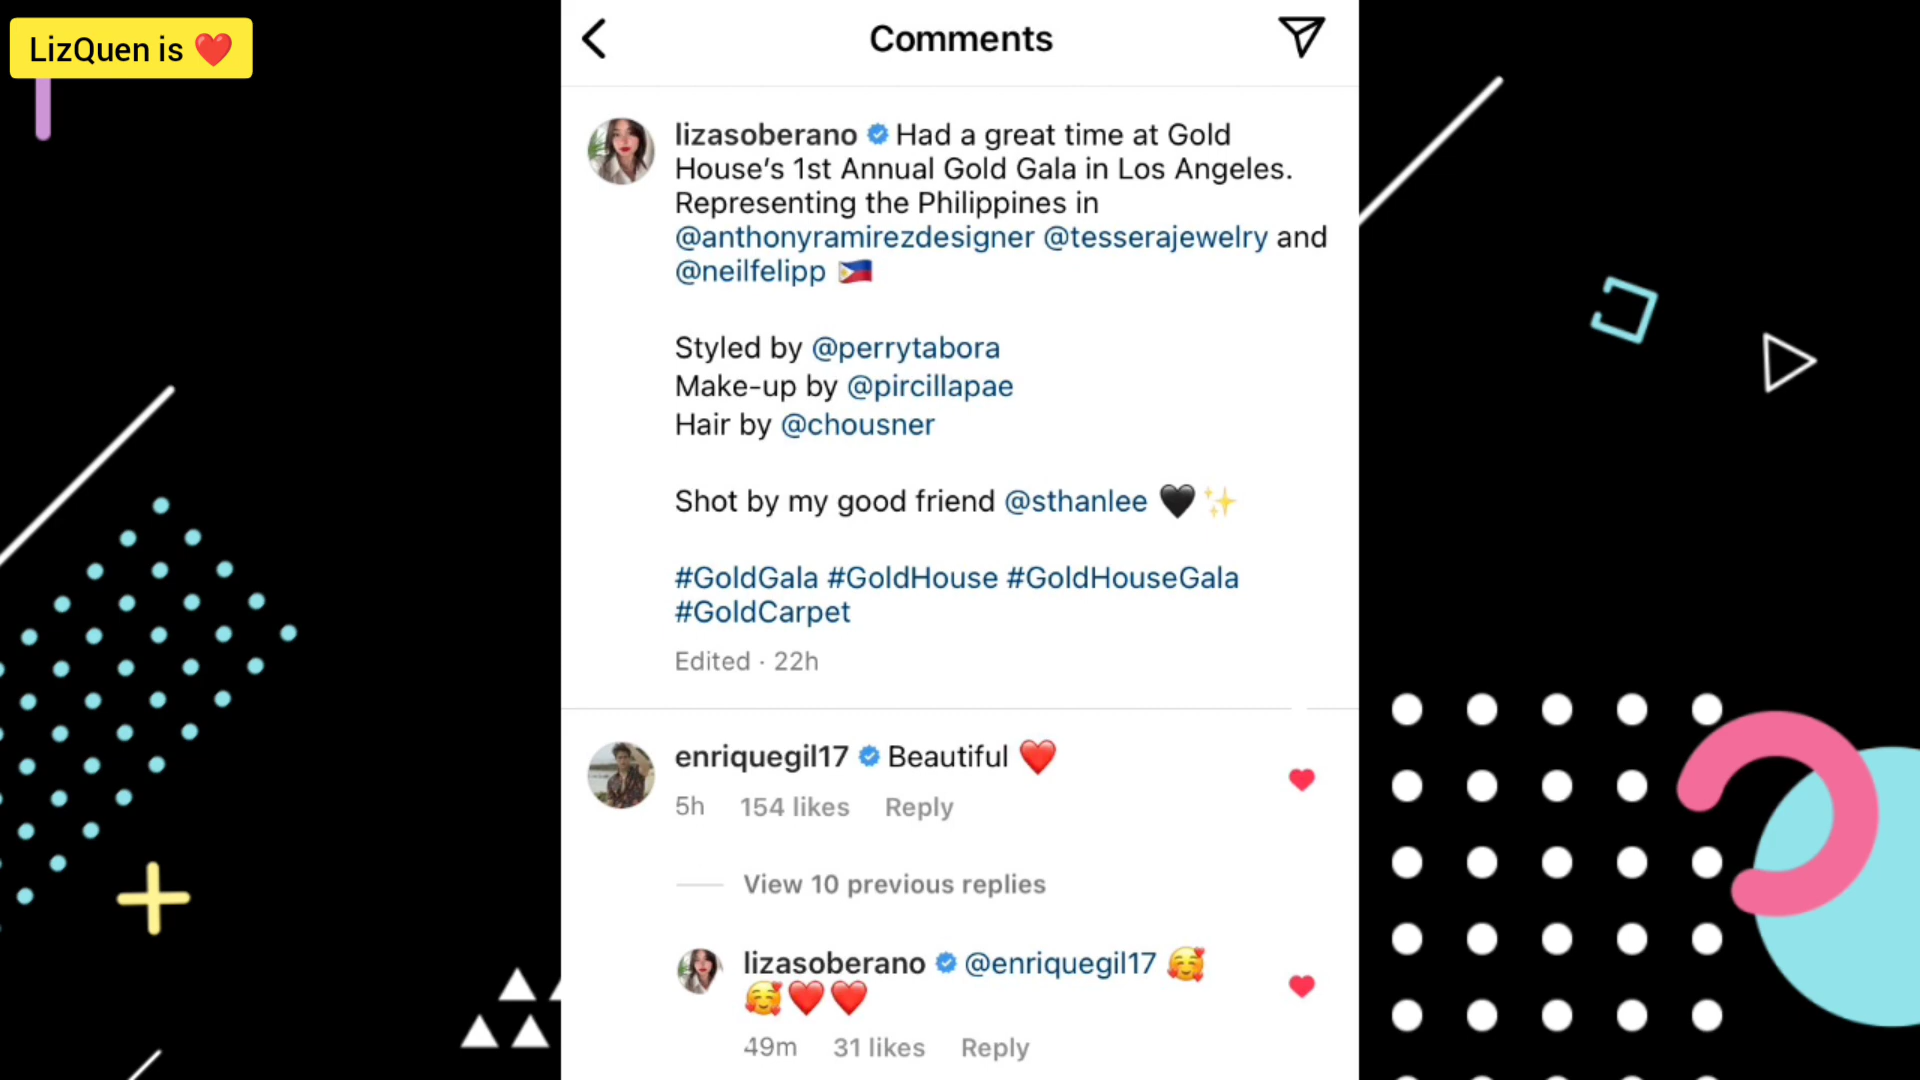 LizQuen is ❤️
Comments
lizasoberano Had a great time at Gold
House’s 1st Annual Gold Gala in Los Angeles.
Representing the Philippines in
@anthonyramirezdesigner @tesserajewelry and
@neilfelipp 🇵🇭
Styled by @perrytabora
Make-up by @pircillapae
Hair by @chousner
Shot by my good friend @sthanlee 🖤✨
#GoldGala #GoldHouse #GoldHouseGala
#GoldCarpet
Edited · 22h
enriquegil17 Beautiful ❤️
5h 154 likes Reply
View 10 previous replies
lizasoberano @enriquegil17 🥰
🥰❤️❤️
49m 31 likes Reply